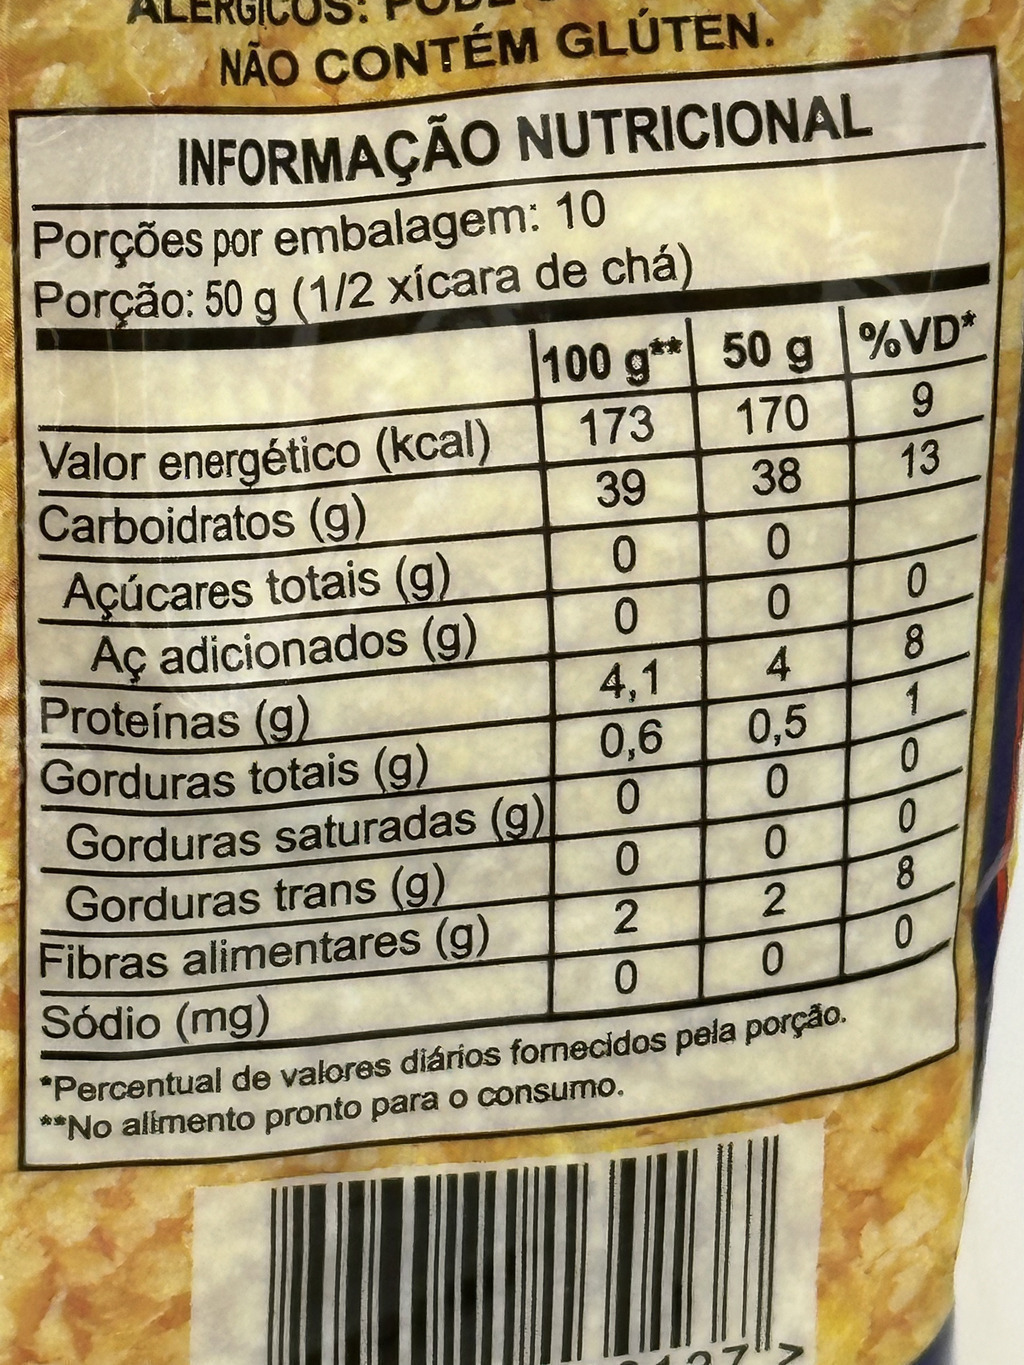 ALÉRGICOS:
NÃO CONTÉM GLÚTEN.
INFORMAÇÃO NUTRICIONAL
Porções por embalagem: 10
Porção: 50 g (1/2 xícara de chá)
100 g** 50 g %VD*
Valor energético (kcal) 173 170 9
Carboidratos (g) 39 38 13
Açúcares totais (g) 0 0
Aç adicionados (g) 0 0 0
Proteínas (g) 4,1 4 8
Gorduras totais (g) 0,6 0,5 1
Gorduras saturadas (g) 0 0 0
Gorduras trans (g) 0 0 0
Fibras alimentares (g) 2 2 8
Sódio (mg) 0 0 0
*Percentual de valores diários fornecidos pela porção.
**No alimento pronto para o consumo.